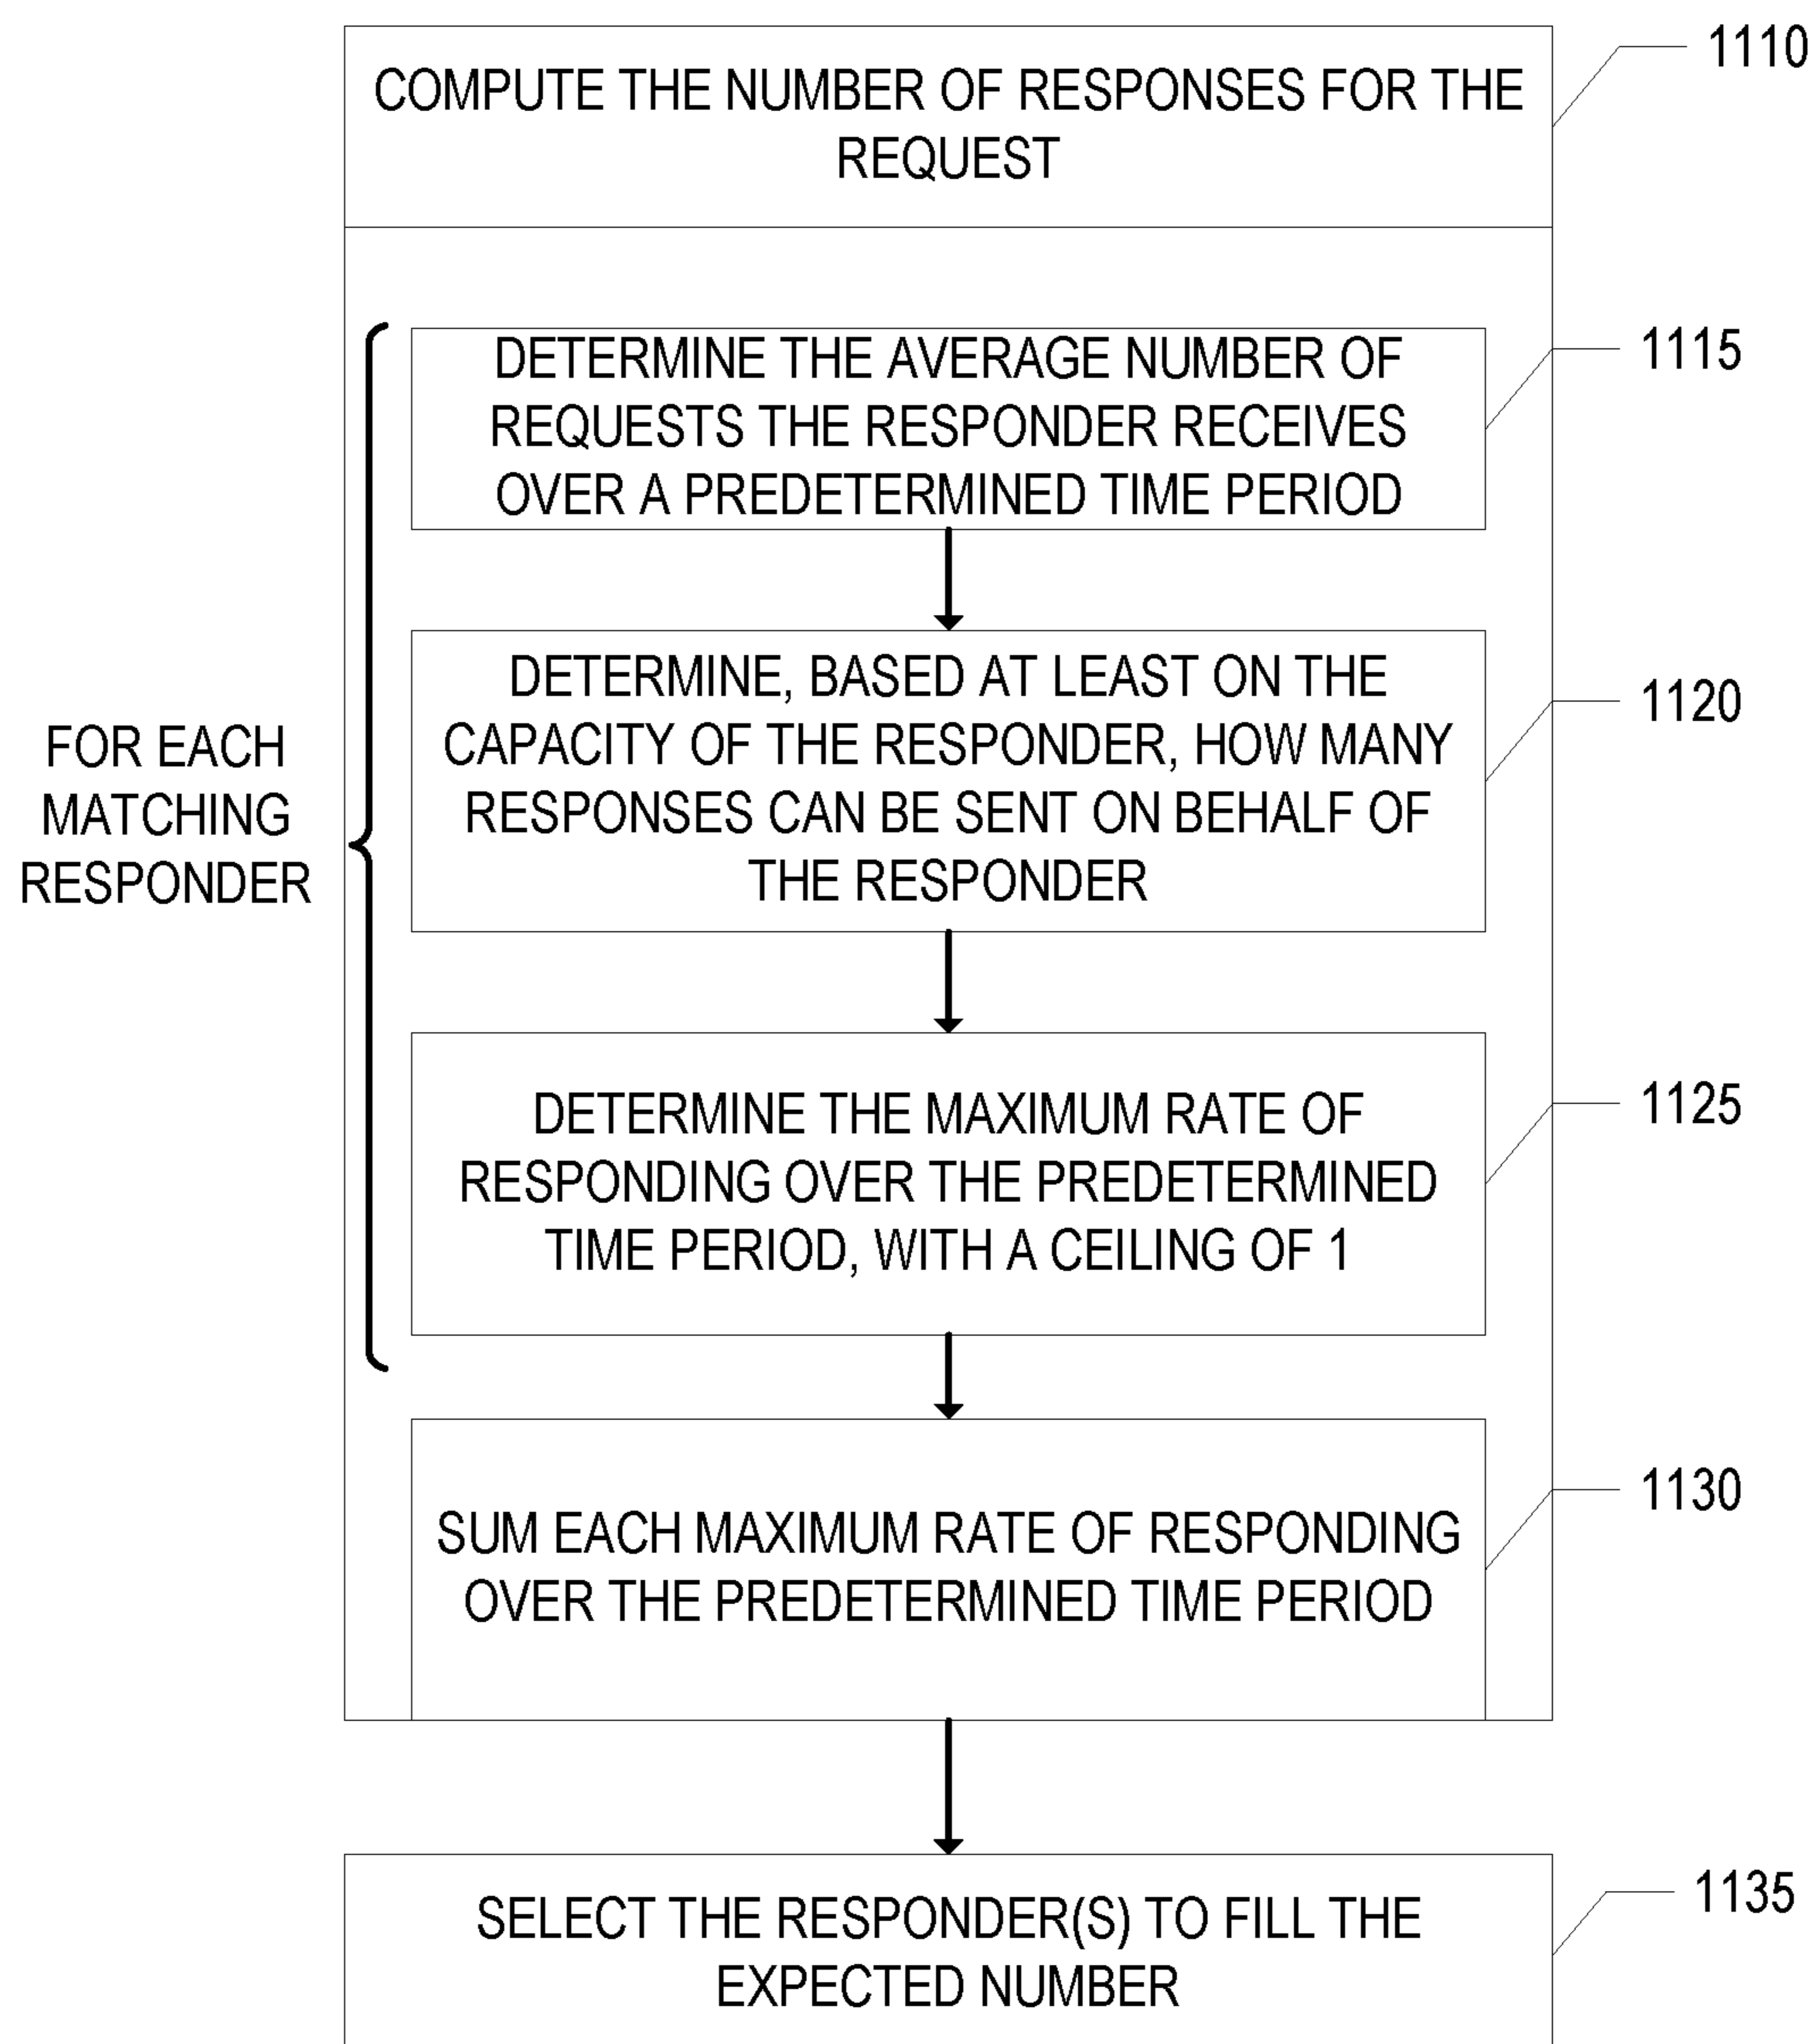 COMPUTE THE NUMBER OF RESPONSES FOR THE
REQUEST
1110
DETERMINE THE AVERAGE NUMBER OF
REQUESTS THE RESPONDER RECEIVES
OVER A PREDETERMINED TIME PERIOD
1115
FOR EACH
MATCHING
RESPONDER
DETERMINE, BASED AT LEAST ON THE
CAPACITY OF THE RESPONDER, HOW MANY
RESPONSES CAN BE SENT ON BEHALF OF
THE RESPONDER
1120
DETERMINE THE MAXIMUM RATE OF
RESPONDING OVER THE PREDETERMINED
TIME PERIOD, WITH A CEILING OF 1
1125
SUM EACH MAXIMUM RATE OF RESPONDING
OVER THE PREDETERMINED TIME PERIOD
1130
SELECT THE RESPONDER(S) TO FILL THE
EXPECTED NUMBER
1135